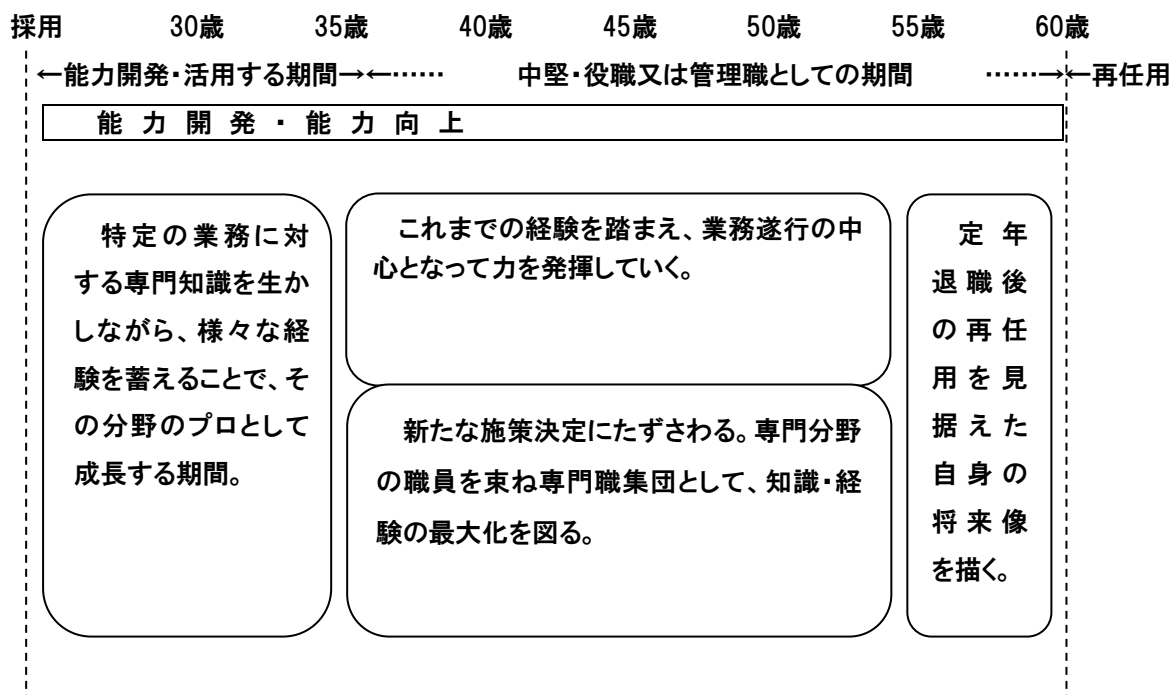 採用 30歳 35歳 40歳 45歳 50歳 55歳 60歳
←能力開発・活用する期間→←…… 中堅・役職又は管理職としての期間 ……→←再任用
能力開発・能力向上
特定の業務に対
する専門知識を生か
しながら、様々な経
験を蓄えることで、そ
の分野のプロとして
成長する期間。
これまでの経験を踏まえ、業務遂行の中
心となって力を発揮していく。
新たな施策決定にたずさわる。専門分野
の職員を束ね専門職集団として、知識・経
験の最大化を図る。
定年
退職後
の再任
用を見
据えた
自身の
将来像
を描く。